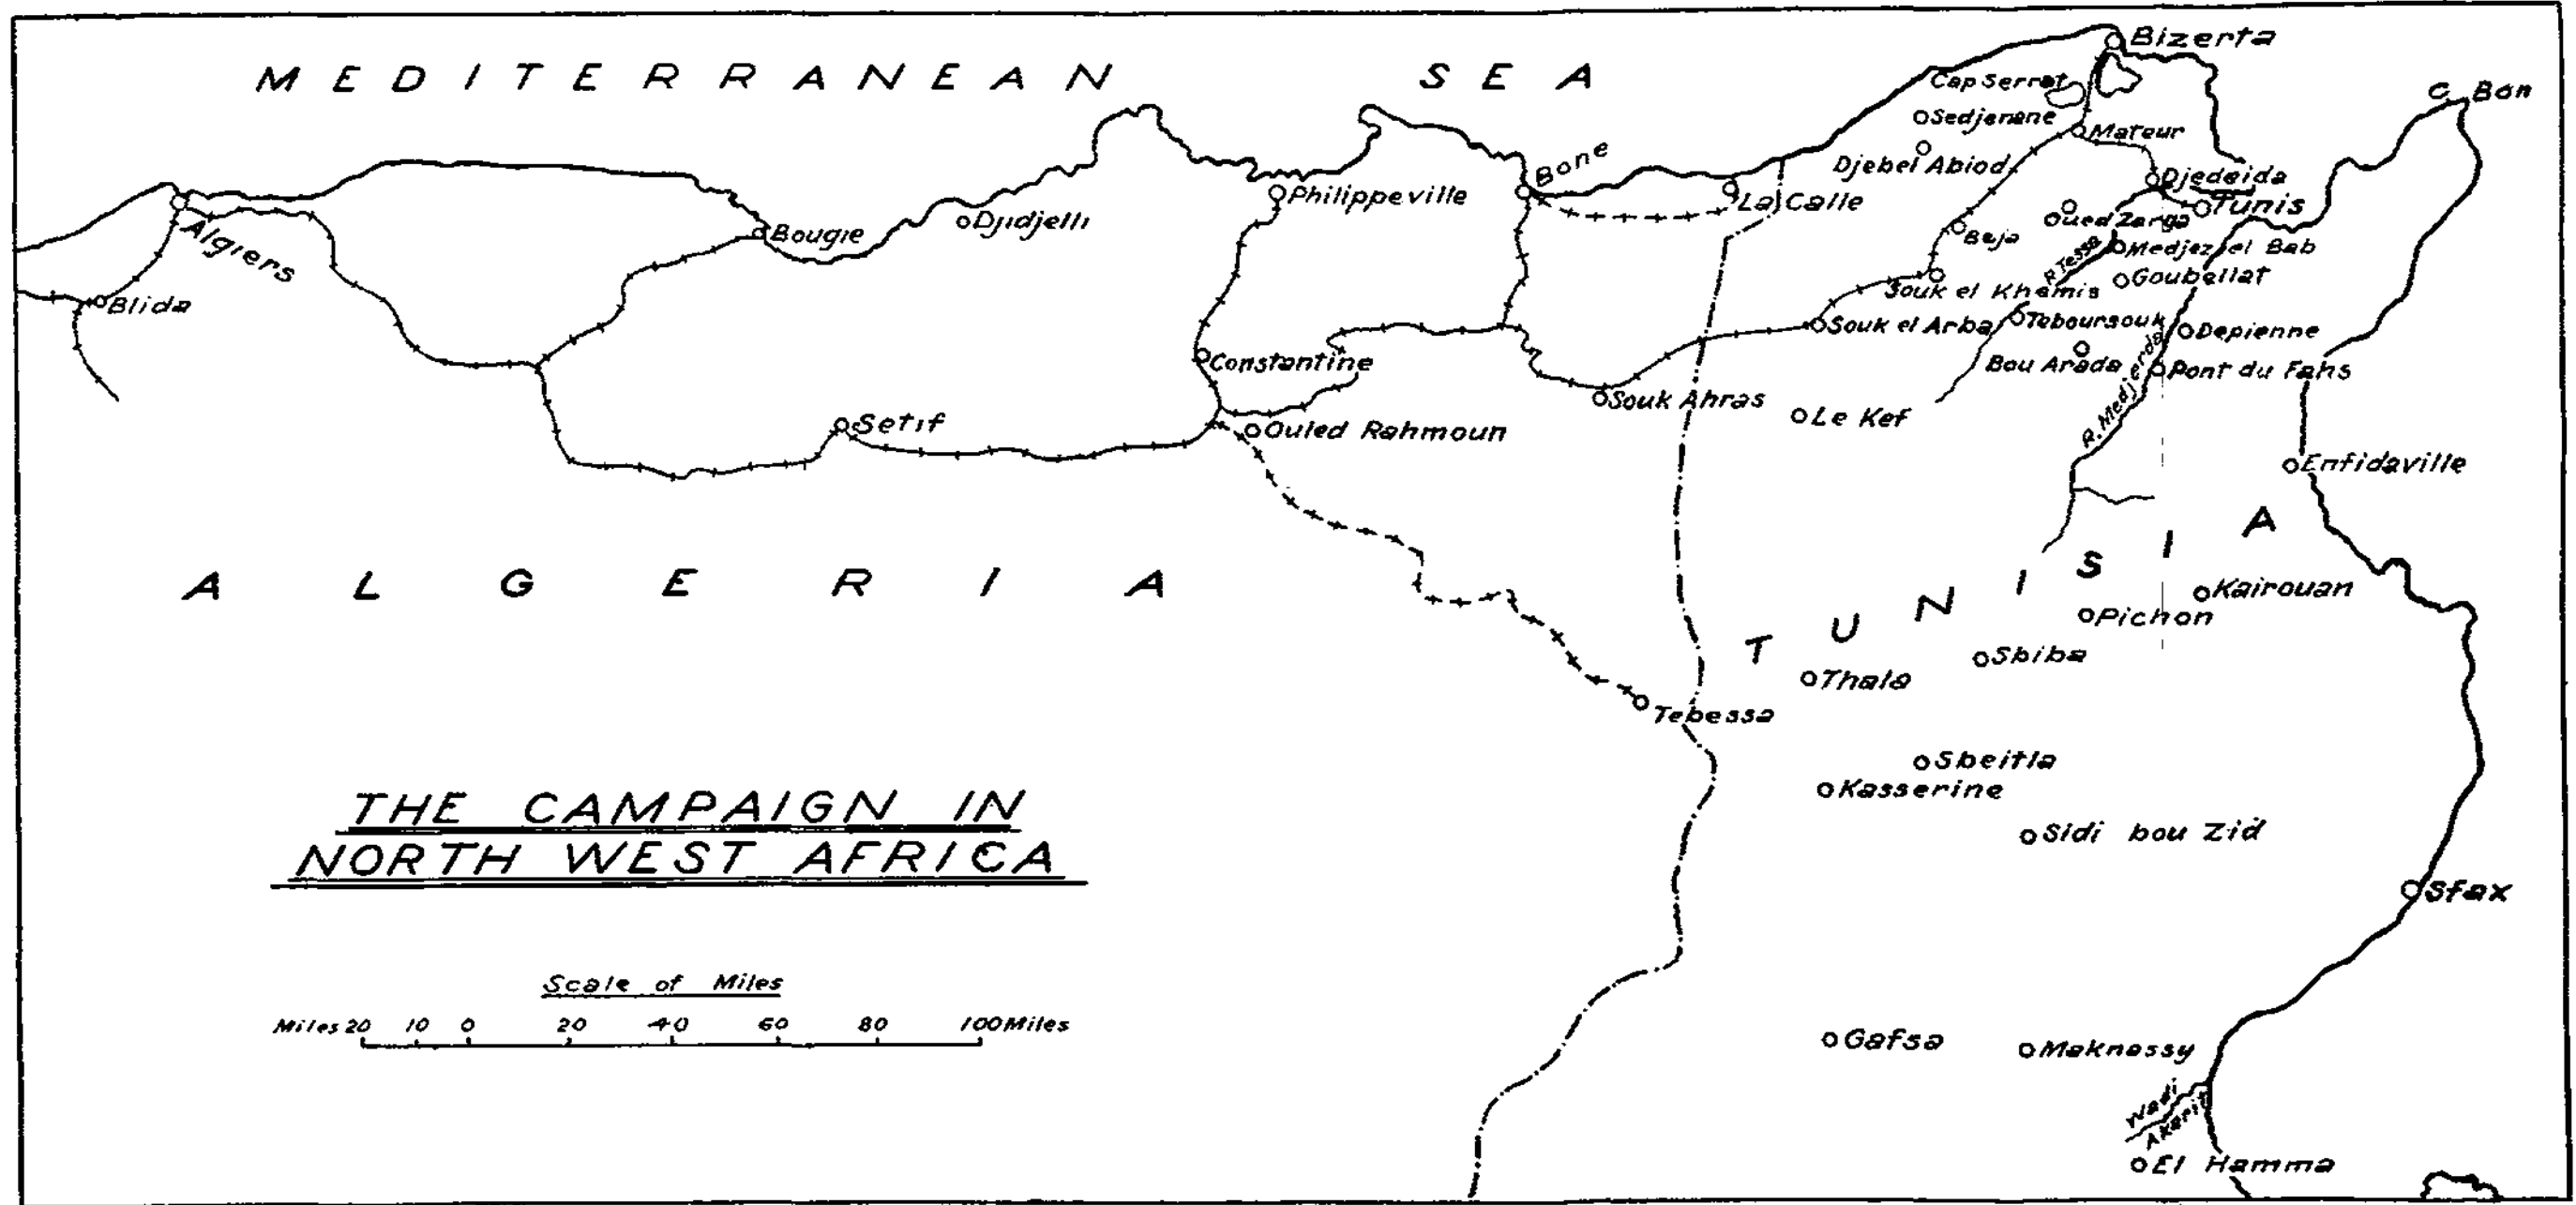 MEDITERRANEAN SEA
Bizerta
Cap Serrat
C. Bon
Sedjenane
Mateur
Djebel Abiod
Bone
Djedeida
Philippeville
La Calle
Tunis
Oued Zarga
Djidjelli
Bougie
Beja
Algiers
Medjez el Bab
R. Tessa
Goubellat
Souk el Khemis
Blida
Souk el Arba
Teboursouk
Depienne
Constantine
Bou Arada
Pont du Fahs
R. Medjerda
Souk Ahras
Le Kef
Setif
Ouled Rahmoun
Enfidaville
ALGERIA
TUNISIA
Kairouan
Pichon
Sbiba
Thala
Tebessa
Sbeitla
Kasserine
THE CAMPAIGN IN
NORTH WEST AFRICA
Sidi bou Zid
Sfax
Scale of Miles
Miles 20 10 0 20 40 60 80 100 Miles
Gafsa
Maknassy
Wadi
Akarit
El Hamma